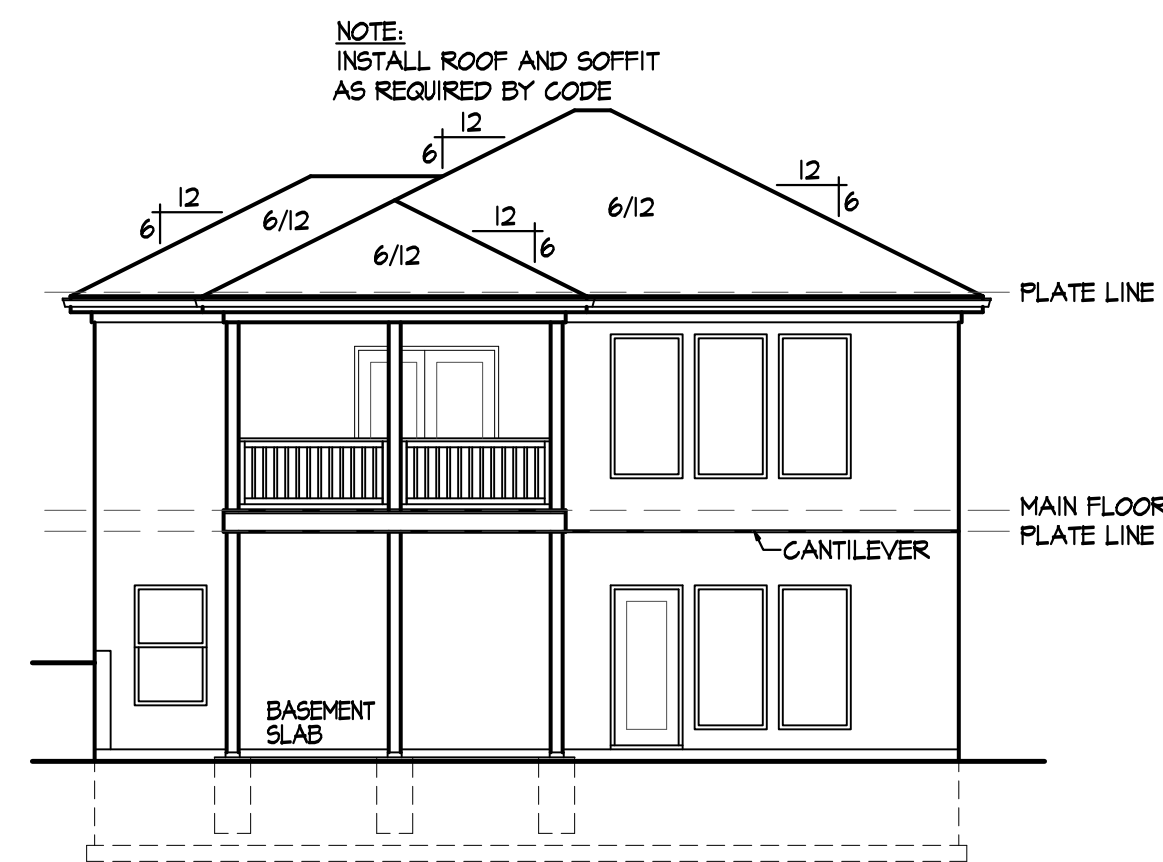 NOTE:
INSTALL ROOF AND SOFFIT
AS REQUIRED BY CODE
12
6
12
6
12
6
6/12
6/12
12
6
6/12
PLATE LINE
MAIN FLOOR
PLATE LINE
CANTILEVER
BASEMENT
SLAB